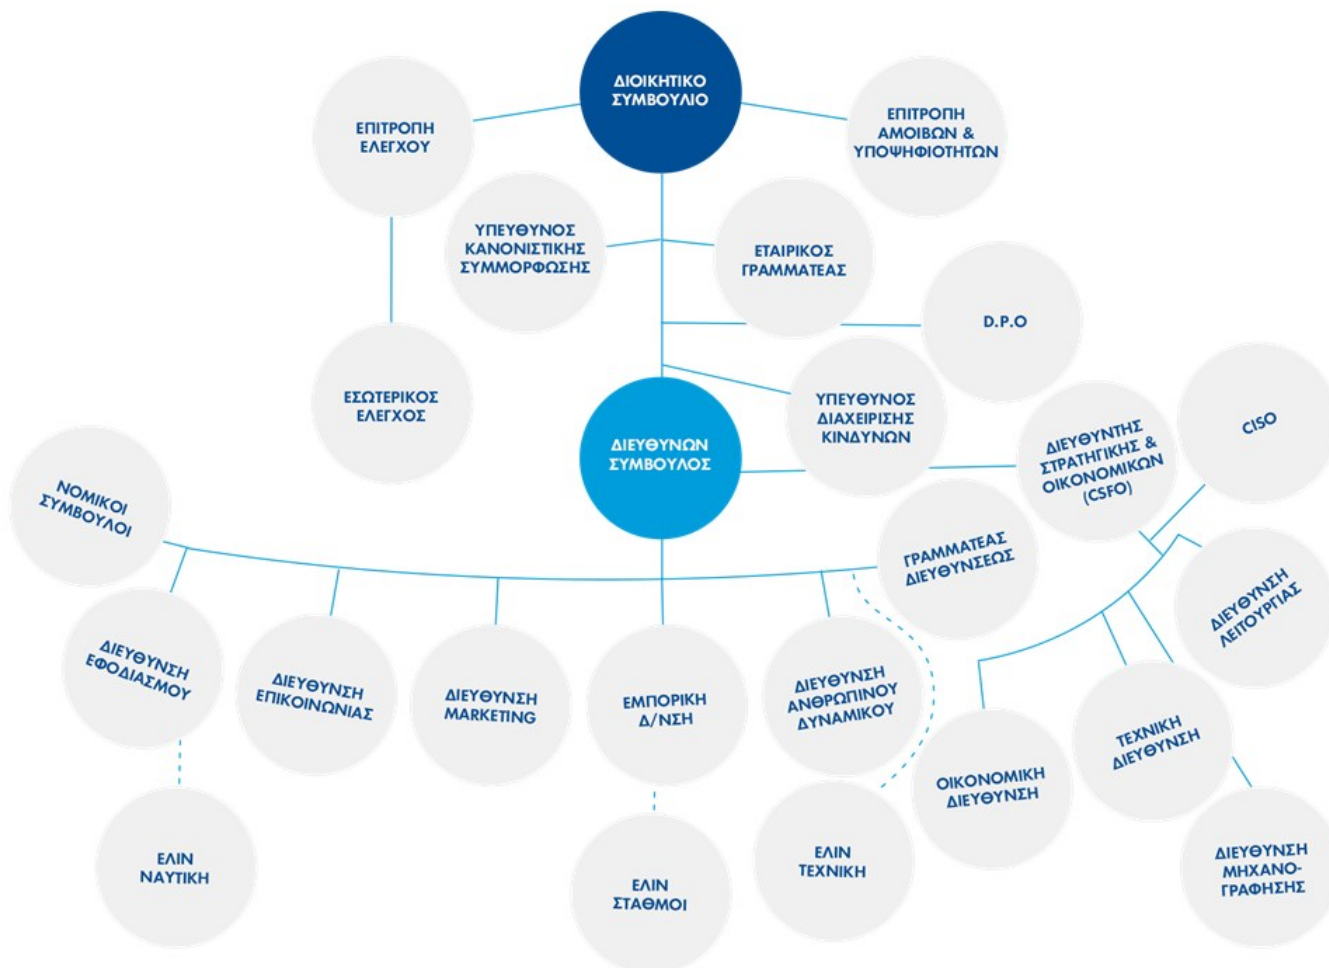 ΔΙΟΙΚΗΤΙΚΟ
ΣΥΜΒΟΥΛΙΟ
ΕΠΙΤΡΟΠΗ
ΕΛΕΓΧΟΥ
ΕΠΙΤΡΟΠΗ
ΑΜΟΙΒΩΝ &
ΥΠΟΨΗΦΙΟΤΗΤΩΝ
ΥΠΕΥΘΥΝΟΣ
ΚΑΝΟΝΙΣΤΙΚΗΣ
ΣΥΜΜΟΡΦΩΣΗΣ
ΕΤΑΙΡΙΚΟΣ
ΓΡΑΜΜΑΤΕΑΣ
D.P.O
ΕΣΩΤΕΡΙΚΟΣ
ΕΛΕΓΧΟΣ
ΥΠΕΥΘΥΝΟΣ
ΔΙΑΧΕΙΡΙΣΗΣ
ΚΙΝΔΥΝΩΝ
ΔΙΕΥΘΥΝΩΝ
ΣΥΜΒΟΥΛΟΣ
ΔΙΕΥΘΥΝΤΗΣ
ΣΤΡΑΤΗΓΙΚΗΣ &
ΟΙΚΟΝΟΜΙΚΩΝ
(CSFO)
CISO
ΝΟΜΙΚΟΙ
ΣΥΜΒΟΥΛΟΙ
ΓΡΑΜΜΑΤΕΑΣ
ΔΙΕΥΘΥΝΣΕΩΣ
ΔΙΕΥΘΥΝΣΗ
ΛΕΙΤΟΥΡΓΙΑΣ
ΔΙΕΥΘΥΝΣΗ
ΕΦΟΔΙΑΣΜΟΥ
ΔΙΕΥΘΥΝΣΗ
ΕΠΙΚΟΙΝΩΝΙΑΣ
ΔΙΕΥΘΥΝΣΗ
MARKETING
ΕΜΠΟΡΙΚΗ
Δ/ΝΣΗ
ΔΙΕΥΘΥΝΣΗ
ΑΝΘΡΩΠΙΝΟΥ
ΔΥΝΑΜΙΚΟΥ
ΟΙΚΟΝΟΜΙΚΗ
ΔΙΕΥΘΥΝΣΗ
ΤΕΧΝΙΚΗ
ΔΙΕΥΘΥΝΣΗ
ΕΛΙΝ
ΝΑΥΤΙΚΗ
ΕΛΙΝ
ΣΤΑΘΜΟΙ
ΕΛΙΝ
ΤΕΧΝΙΚΗ
ΔΙΕΥΘΥΝΣΗ
ΜΗΧΑΝΟ-
ΓΡΑΦΗΣΗΣ